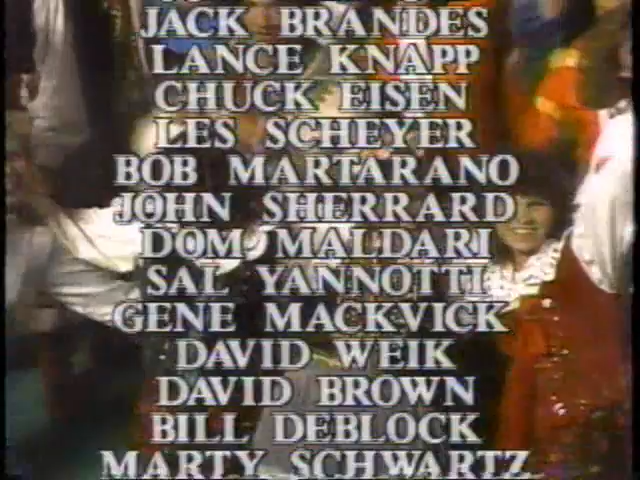 JACK BRANDES
LANCE KNAPP
CHUCK EISEN
LES SCHEYER
BOB MARTARANO
JOHN SHERRARD
DOM MALDARI
SAL YANNOTTI
GENE MACKVICK
DAVID WEIK
DAVID BROWN
BILL DEBLOCK
MARTY SCHWARTZ